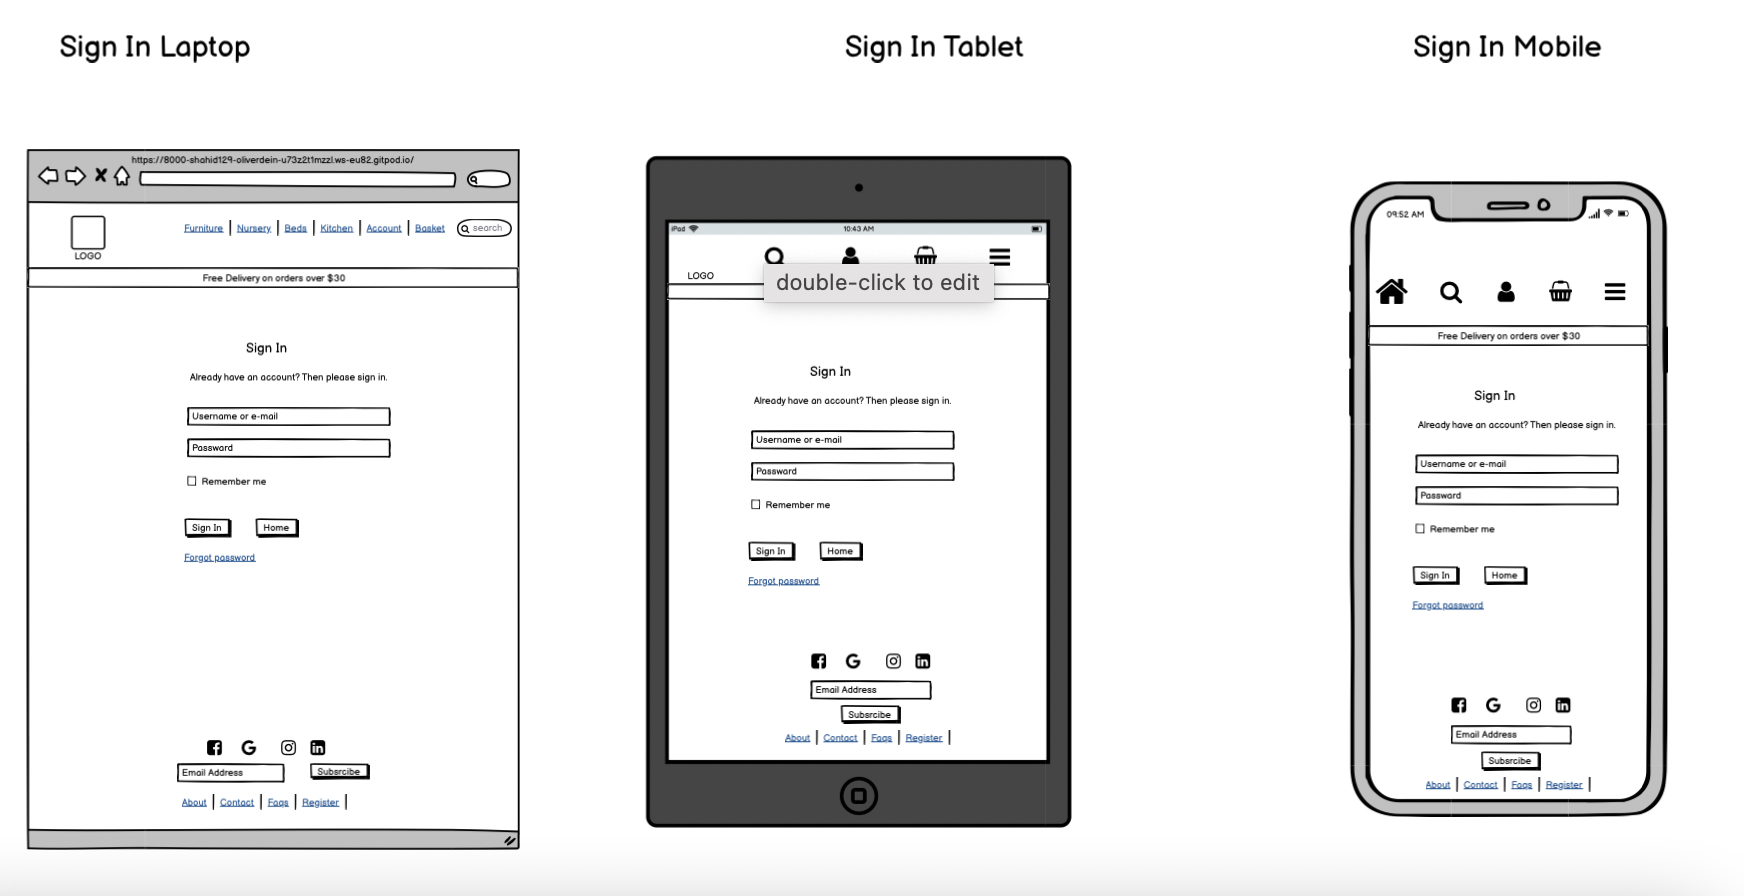 Sign In Laptop
Sign In Tablet
Sign In Mobile
https://8000-shahid129-oliverdein-u73z2t1mzzl.ws-eu82.gitpod.io/
Furniture Nursery Beds Kitchen Account Basket search
LOGO
Free Delivery on orders over $30
Sign In
Already have an account? Then please sign in.
Username or e-mail
Password
Remember me
Sign In Home
Forgot password
Email Address Subsrcibe
About Contact Faqs Register
iPad 10:43 AM
LOGO
double-click to edit
Sign In
Already have an account? Then please sign in.
Username or e-mail
Password
Remember me
Sign In Home
Forgot password
Email Address
Subsrcibe
About Contact Faqs Register
09:52 AM
Free Delivery on orders over $30
Sign In
Already have an account? Then please sign in.
Username or e-mail
Password
Remember me
Sign In Home
Forgot password
Email Address
Subsrcibe
About Contact Faqs Register